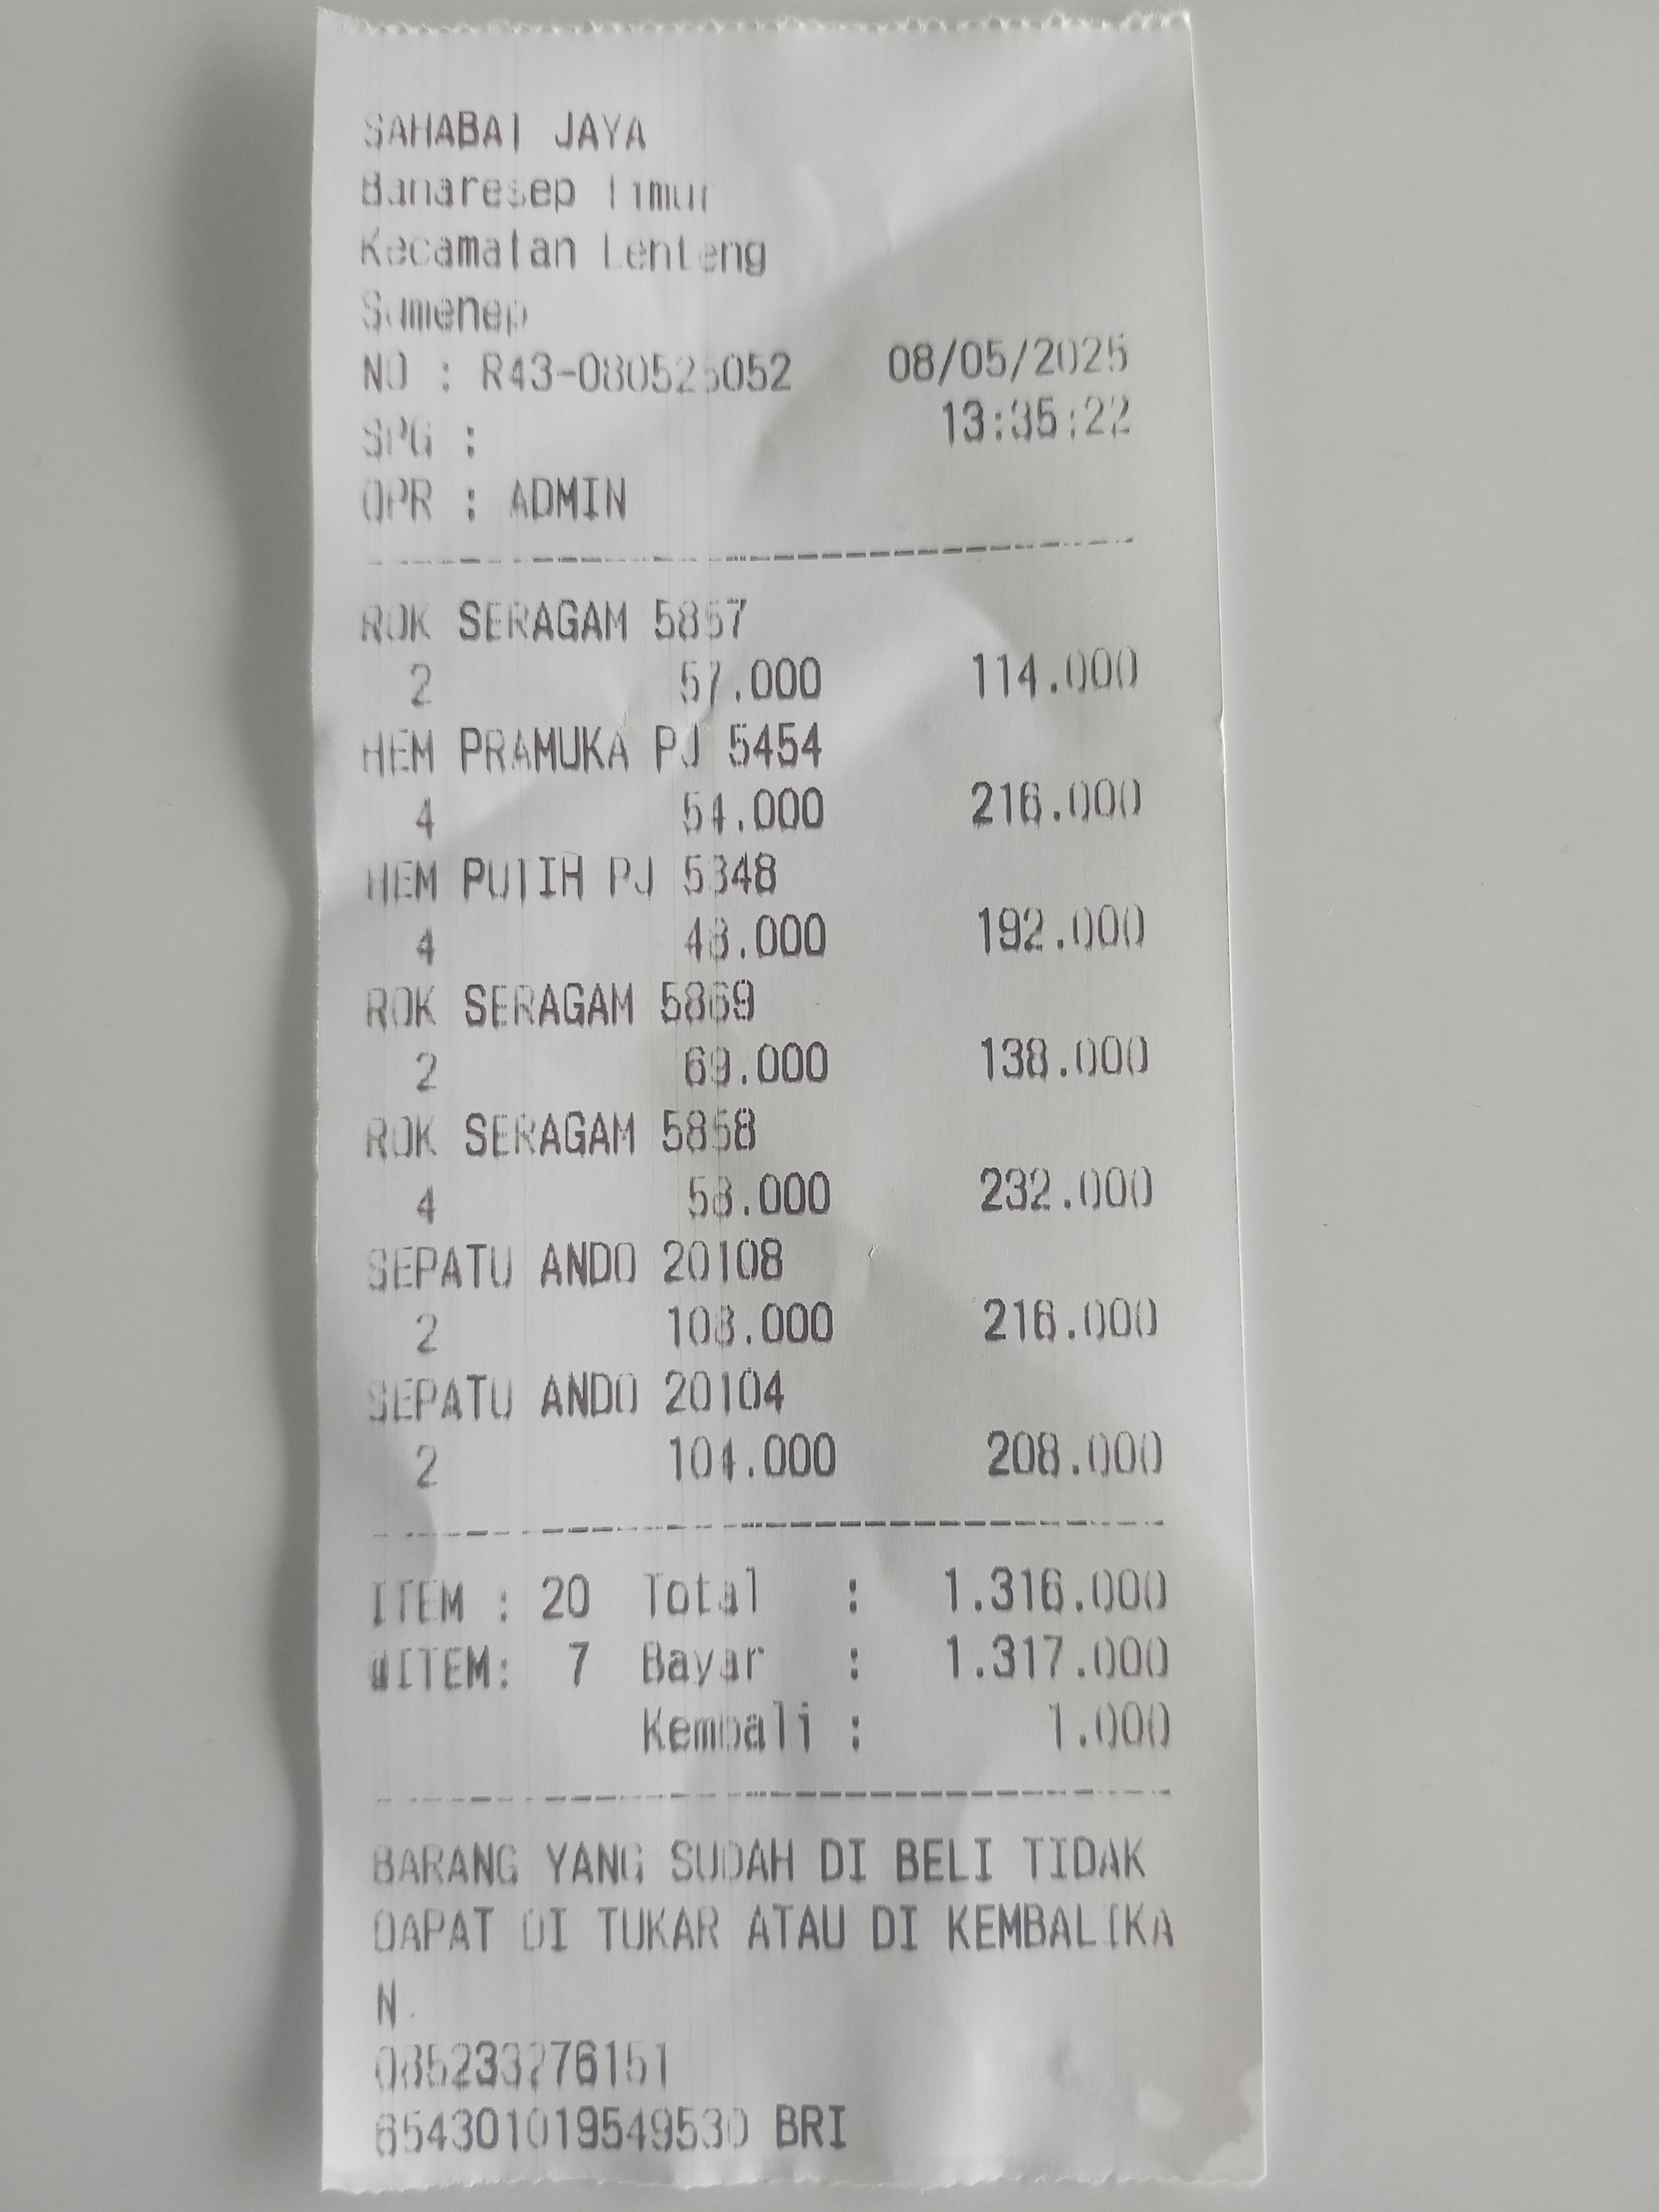 SAHABAT JAYA
Banaresep Timur
Kecamatan Lenteng
Sumenep
NO : R43-080525052 08/05/2025
SPG : 13:35:22
OPR : ADMIN
ROK SERAGAM 5857
2 57.000 114.000
HEM PRAMUKA PJ 5454
4 54.000 216.000
HEM PUTIH PJ 5348
4 48.000 192.000
ROK SERAGAM 5869
2 69.000 138.000
ROK SERAGAM 5858
4 58.000 232.000
SEPATU ANDO 20108
2 108.000 216.000
SEPATU ANDO 20104
2 104.000 208.000
ITEM : 20 Total : 1.316.000
#ITEM: 7 Bayar : 1.317.000
Kembali : 1.000
BARANG YANG SUDAH DI BELI TIDAK
DAPAT DI TUKAR ATAU DI KEMBALIKA
N.
085233276151
654301019549530 BRI